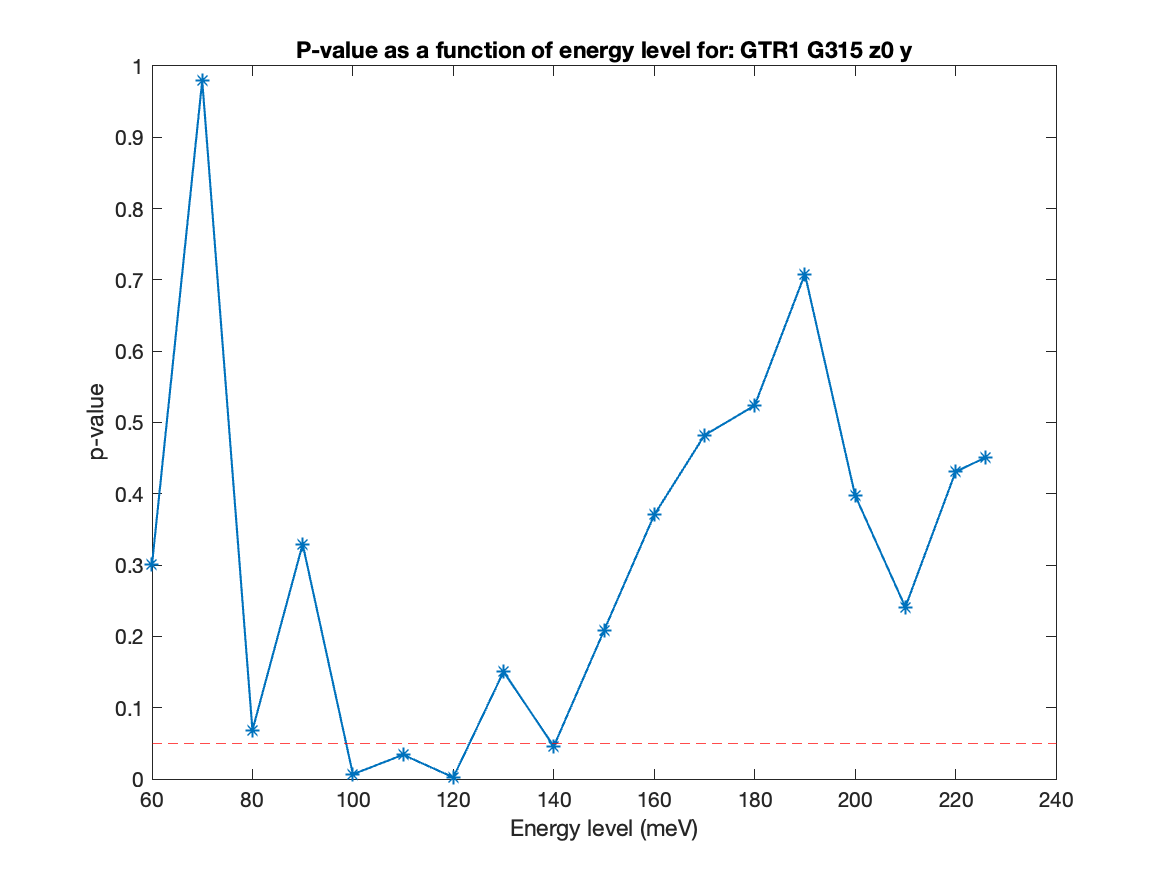 P-value as a function of energy level for: GTR1 G315 z0 y
1
0.9
0.8
0.7
0.6
0.5
0.4
0.3
0.2
0.1
0
p-value
60 80 100 120 140 160 180 200 220 240
Energy level (meV)